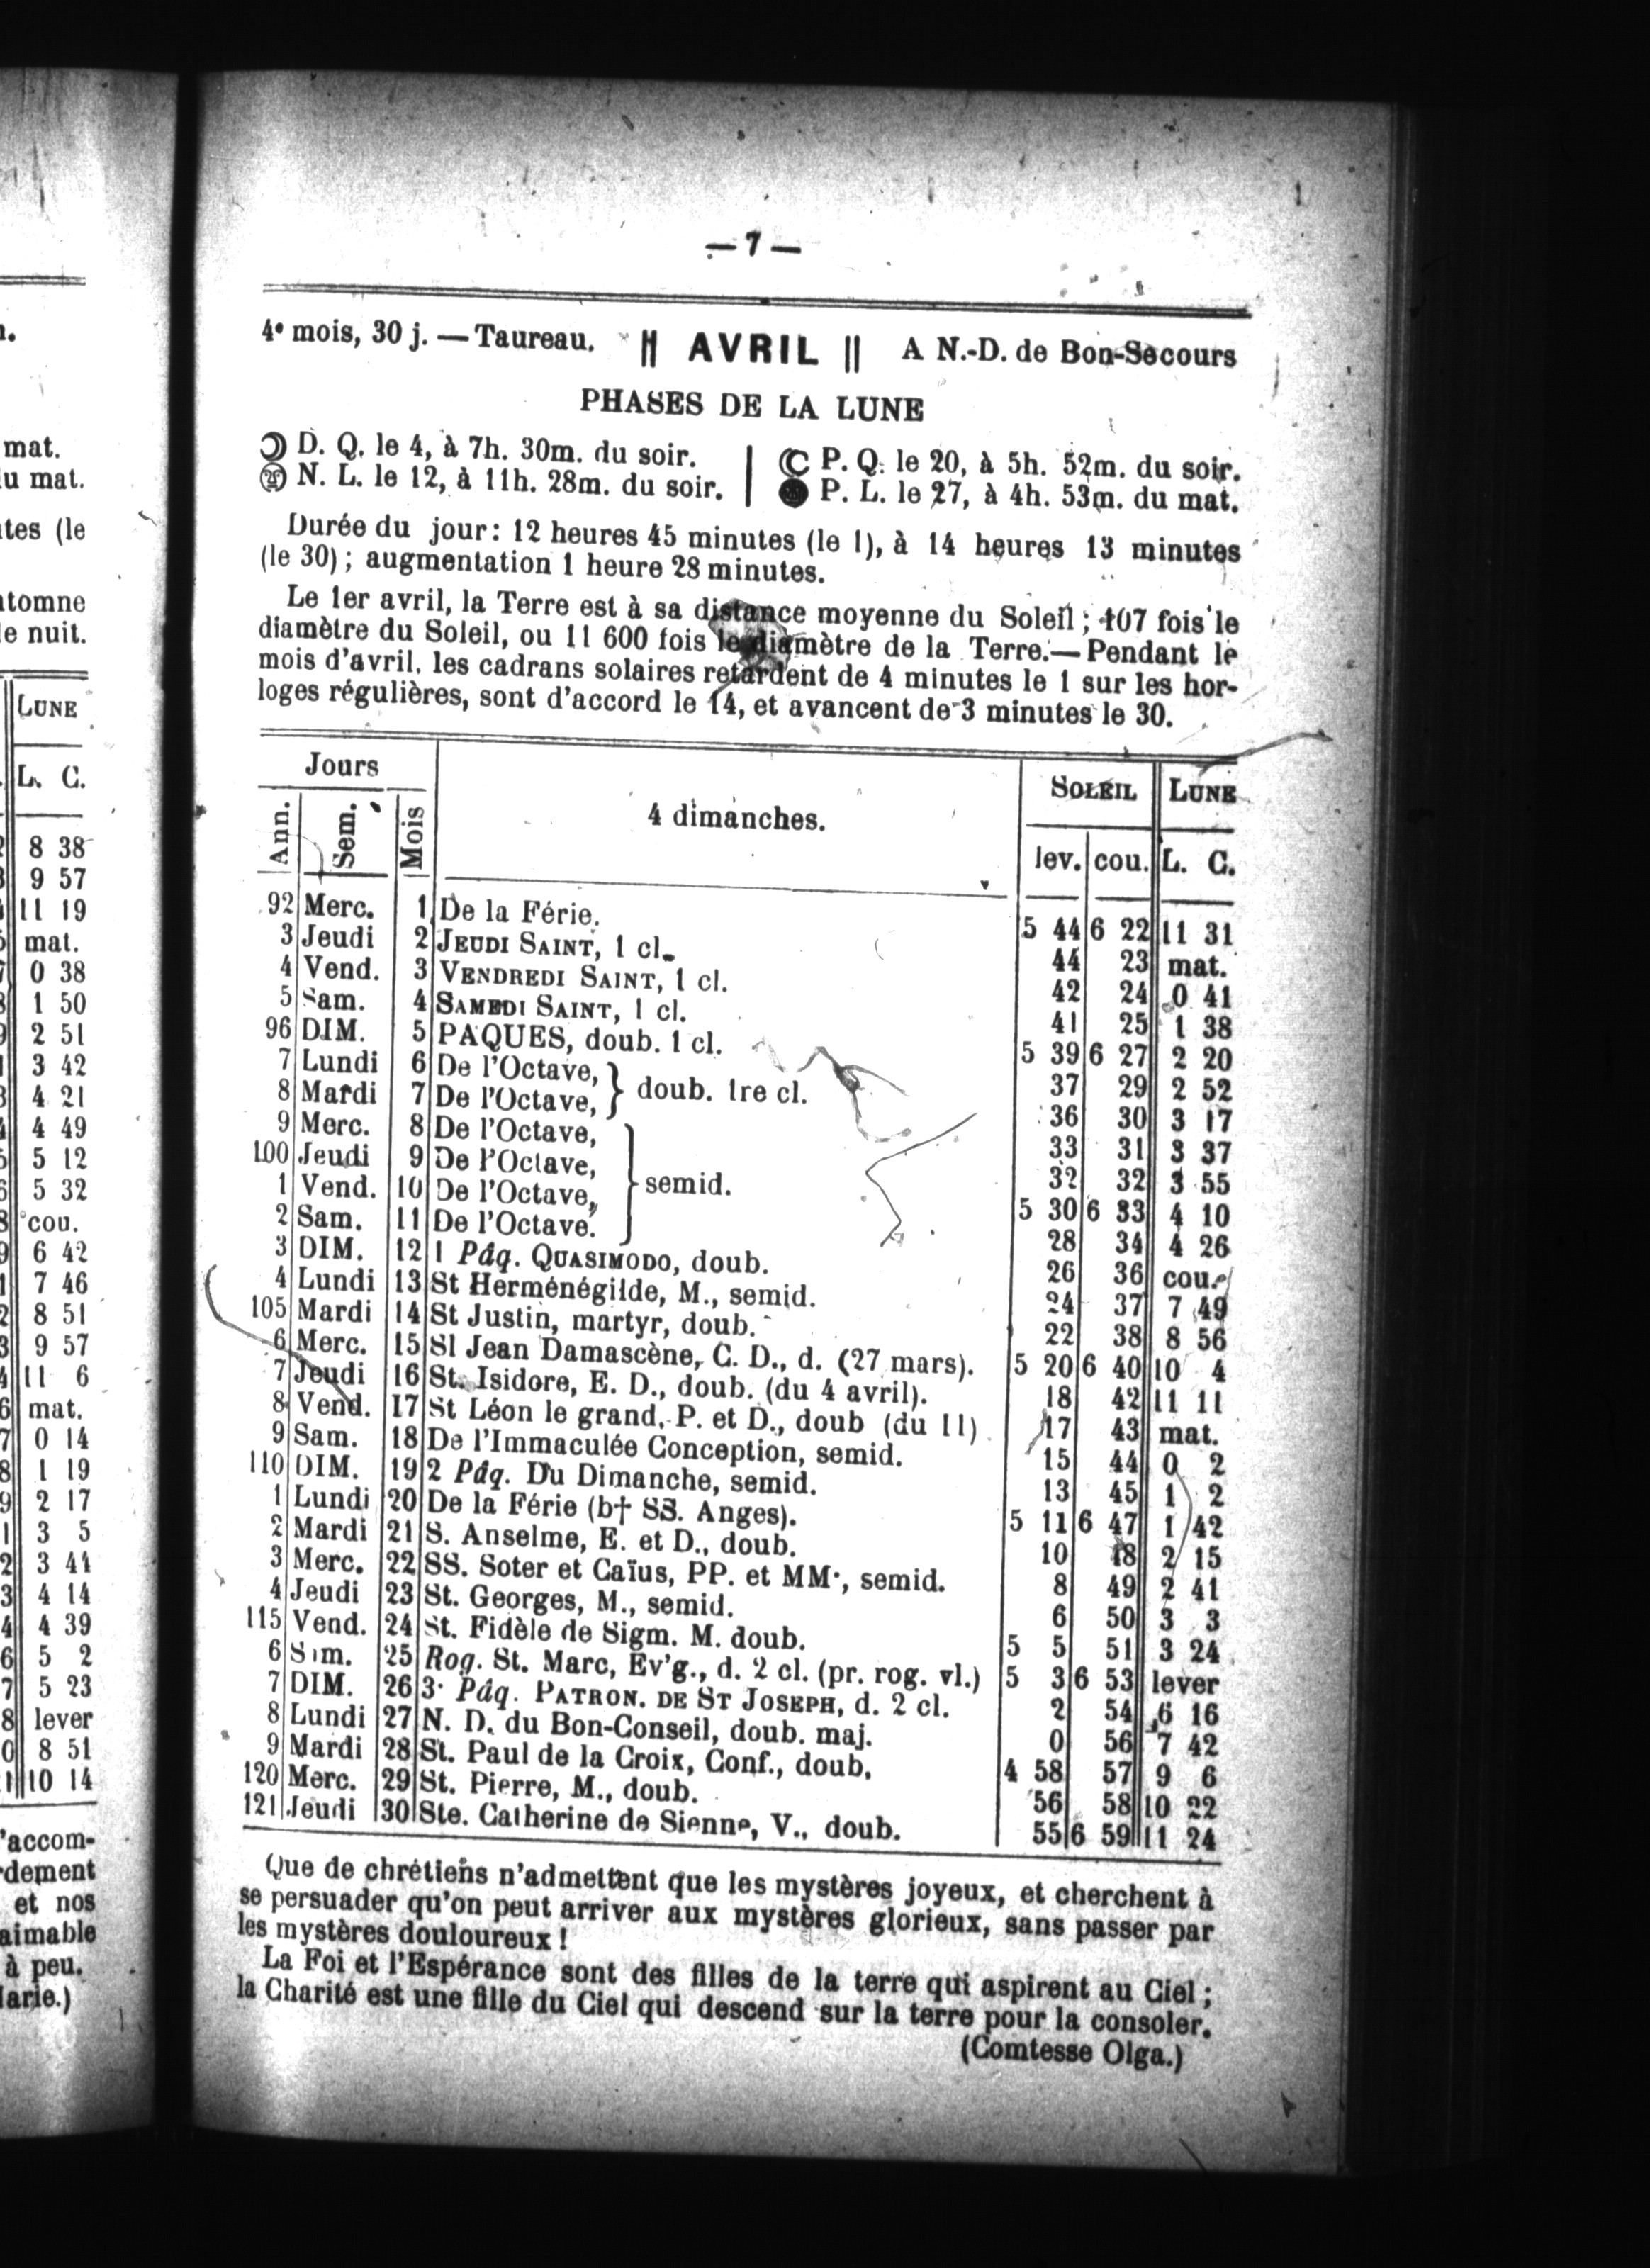 — 7 —
4e mois, 30 j. — Taureau. || AVRIL || A N.-D. de Bon-Secours
PHASES DE LA LUNE
D. Q. le 4, à 7h. 30m. du soir. | P. Q. le 20, à 5h. 52m. du soir.
N. L. le 12, à 11h. 28m. du soir. | P. L. le 27, à 4h. 53m. du mat.
Durée du jour: 12 heures 45 minutes (le 1), à 14 heures 13 minutes
(le 30) ; augmentation 1 heure 28 minutes.
Le 1er avril, la Terre est à sa distance moyenne du Soleil ; 107 fois le
diamètre du Soleil, ou 11 600 fois le diamètre de la Terre.— Pendant le
mois d'avril, les cadrans solaires retardent de 4 minutes le 1 sur les hor-
loges régulières, sont d'accord le 14, et avancent de 3 minutes le 30.
Jours 4 dimanches. SOLEIL LUNE
Ann. Sem. Mois lev. cou. L. C.
92 Merc. 1 De la Férie. 5 44 6 22 11 31
3 Jeudi 2 JEUDI SAINT, 1 cl. 44 23 mat.
4 Vend. 3 VENDREDI SAINT, 1 cl. 42 24 0 41
5 Sam. 4 SAMEDI SAINT, 1 cl. 41 25 1 38
96 DIM. 5 PAQUES, doub. 1 cl. 5 39 6 27 2 20
7 Lundi 6 De l'Octave, } doub. 1re cl. 37 29 2 52
8 Mardi 7 De l'Octave, 36 30 3 17
9 Merc. 8 De l'Octave, 33 31 3 37
100 Jeudi 9 De l'Octave, } semid. 32 32 3 55
1 Vend. 10 De l'Octave, 5 30 6 33 4 10
2 Sam. 11 De l'Octave. 28 34 4 26
3 DIM. 12 1 Pâq. QUASIMODO, doub. 26 36 cou.
4 Lundi 13 St Herménégilde, M., semid. 24 37 7 49
105 Mardi 14 St Justin, martyr, doub. 22 38 8 56
6 Merc. 15 Sl Jean Damascène, C. D., d. (27 mars). 5 20 6 40 10 4
7 Jeudi 16 St. Isidore, E. D., doub. (du 4 avril). 18 42 11 11
8 Vend. 17 St Léon le grand, P. et D., doub (du 11) 17 43 mat.
9 Sam. 18 De l'Immaculée Conception, semid. 15 44 0 2
110 DIM. 19 2 Pâq. Du Dimanche, semid. 13 45 1 2
1 Lundi 20 De la Férie (b† SS. Anges). 5 11 6 47 1 42
2 Mardi 21 S. Anselme, E. et D., doub. 10 48 2 15
3 Merc. 22 SS. Soter et Caïus, PP. et MM·, semid. 8 49 2 41
4 Jeudi 23 St. Georges, M., semid. 6 50 3 3
115 Vend. 24 St. Fidèle de Sigm. M. doub. 5 5 51 3 24
6 Sam. 25 Rog. St. Marc, Ev'g., d. 2 cl. (pr. rog. vl.) 5 3 6 53 lever
7 DIM. 26 3· Pâq. PATRON. DE ST JOSEPH, d. 2 cl. 2 54 6 16
8 Lundi 27 N. D. du Bon-Conseil, doub. maj. 0 56 7 42
9 Mardi 28 St. Paul de la Croix, Conf., doub. 4 58 57 9 6
120 Merc. 29 St. Pierre, M., doub. 56 58 10 22
121 Jeudi 30 Ste. Catherine de Sienne, V., doub. 55 6 59 11 24
Que de chrétiens n'admettent que les mystères joyeux, et cherchent à
se persuader qu'on peut arriver aux mystères glorieux, sans passer par
les mystères douloureux !
La Foi et l'Espérance sont des filles de la terre qui aspirent au Ciel ;
la Charité est une fille du Ciel qui descend sur la terre pour la consoler.
(Comtesse Olga.)